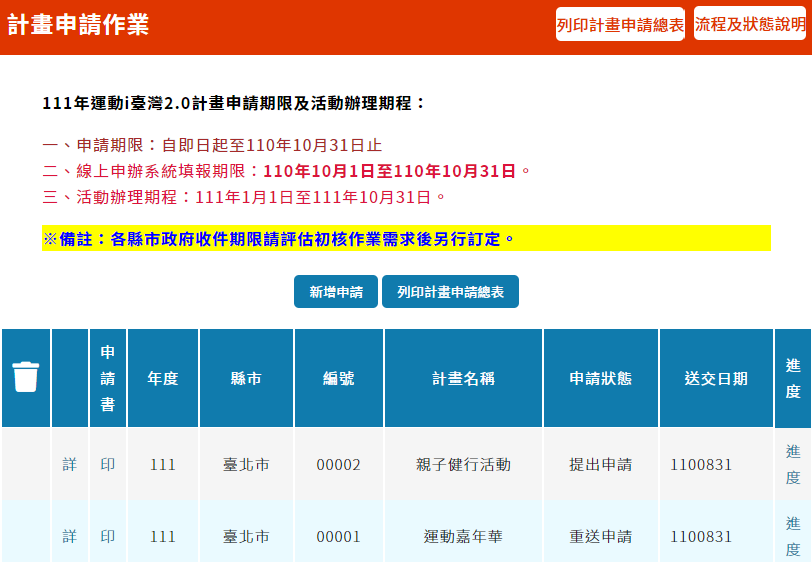 計畫申請作業
列印計畫申請總表
流程及狀態說明
111年運動i臺灣2.0計畫申請期限及活動辦理期程：
一、申請期限：自即日起至110年10月31日止
二、線上申辦系統填報期限：110年10月1日至110年10月31日。
三、活動辦理期程：111年1月1日至111年10月31日。
※備註：各縣市政府收件期限請評估初核作業需求後另行訂定。
新增申請 列印計畫申請總表
申請書 年度 縣市 編號 計畫名稱 申請狀態 送交日期 進度
詳 印 111 臺北市 00002 親子健行活動 提出申請 1100831 進度
詳 印 111 臺北市 00001 運動嘉年華 重送申請 1100831 進度